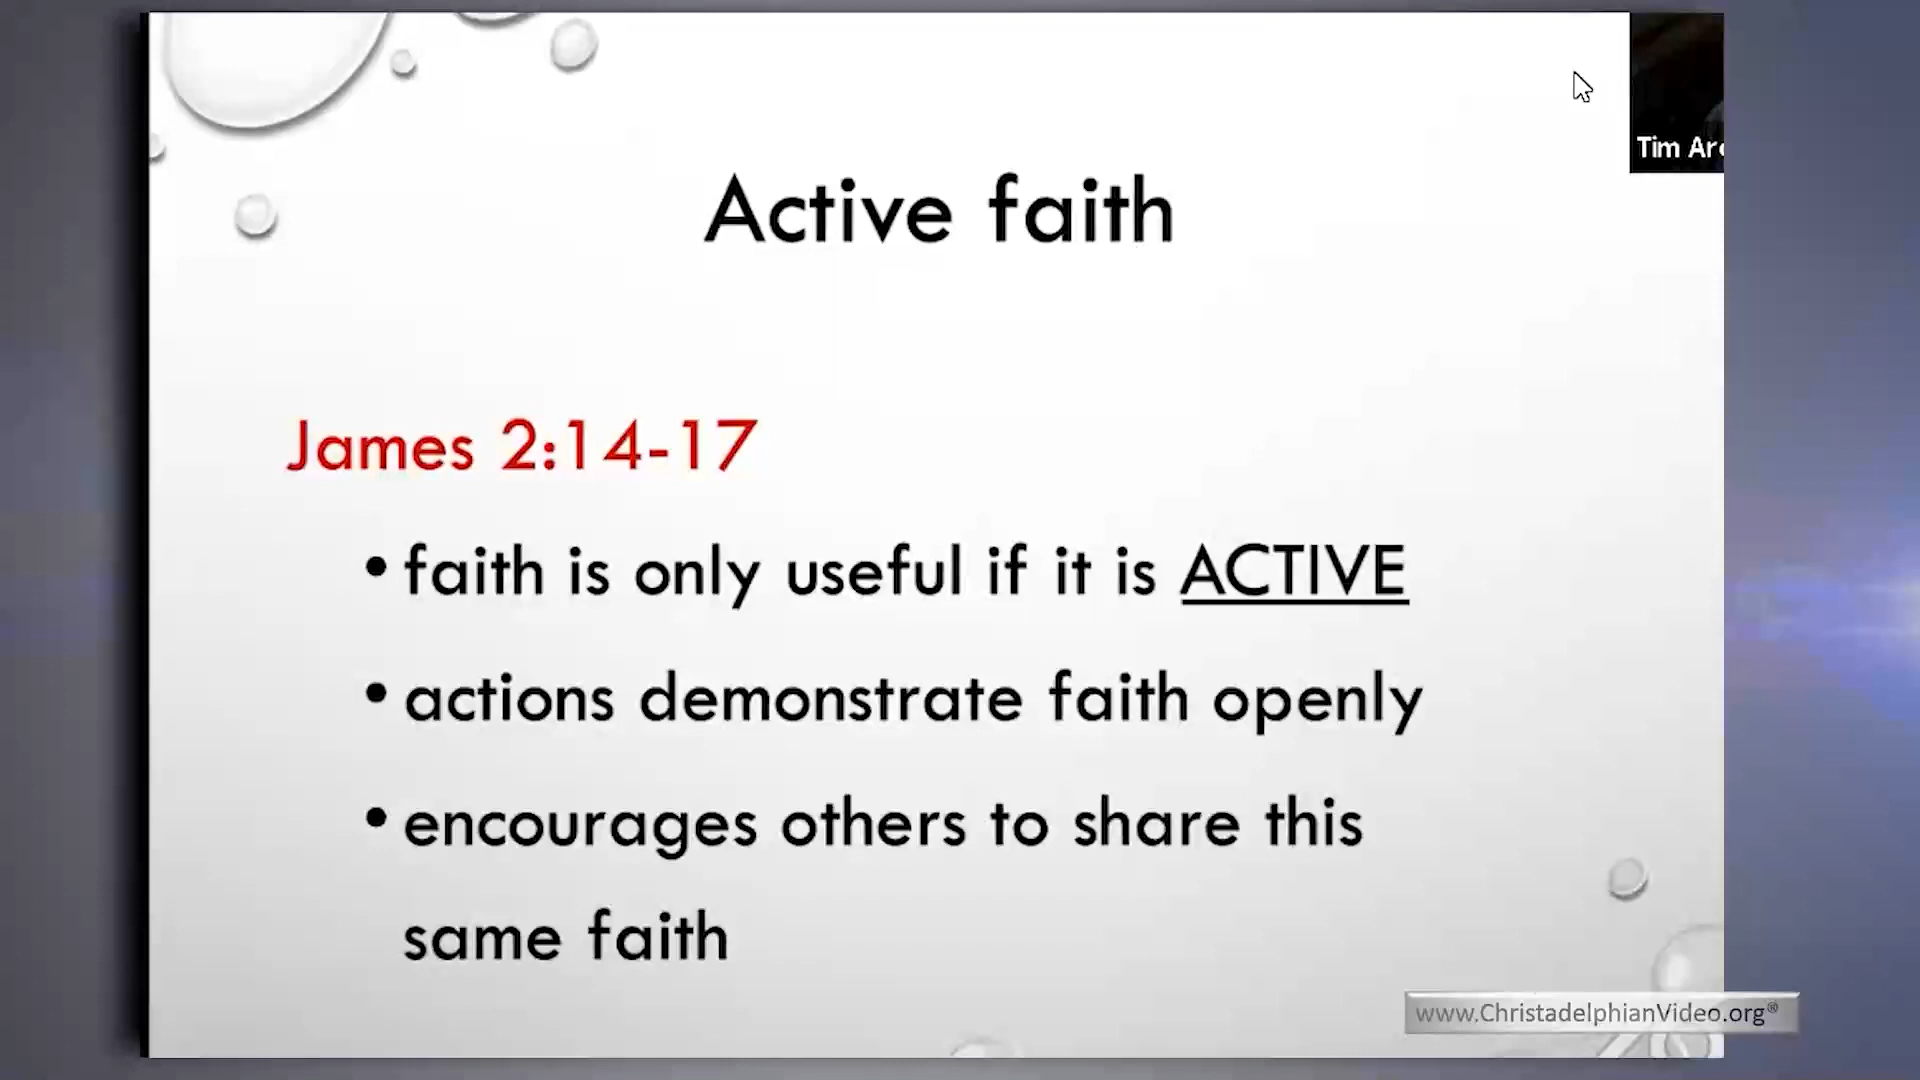 Tim Ar
Active faith
James 2:14-17
• faith is only useful if it is ACTIVE
• actions demonstrate faith openly
• encourages others to share this
same faith
www.ChristadelphianVideo.org®